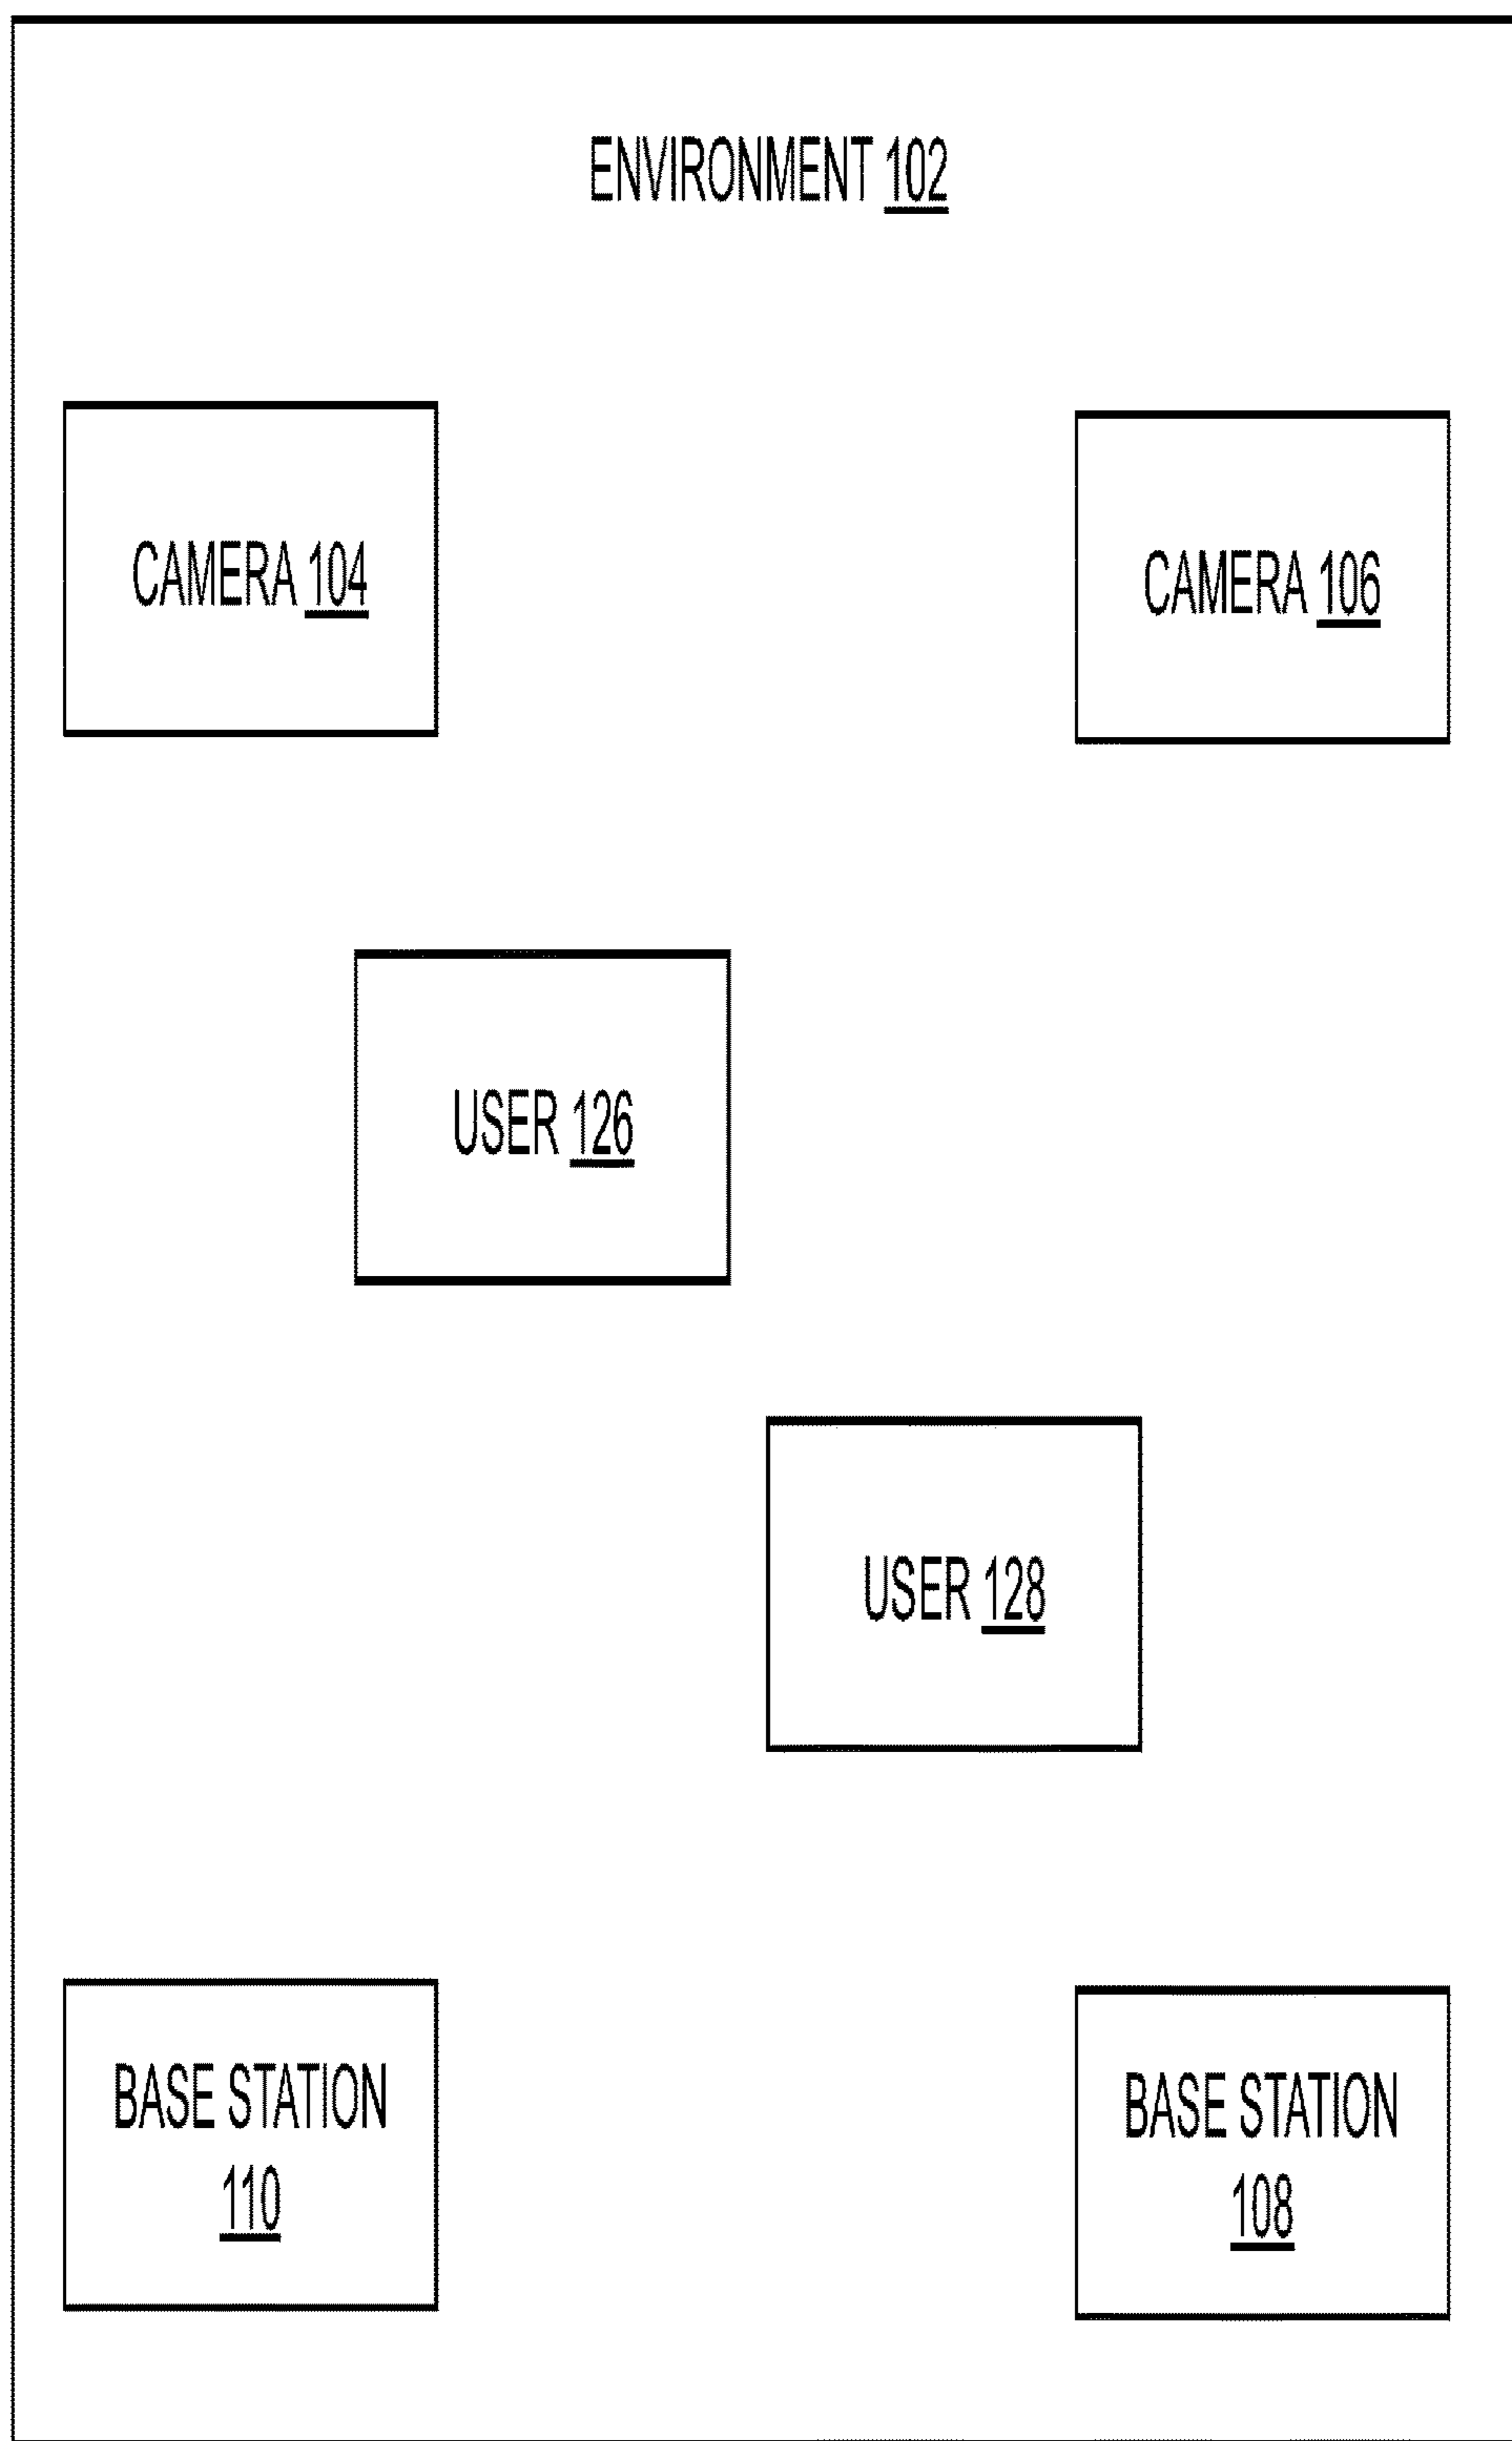 ENVIRONMENT 102
CAMERA 104
CAMERA 106
USER 126
USER 128
BASE STATION
110
BASE STATION
108